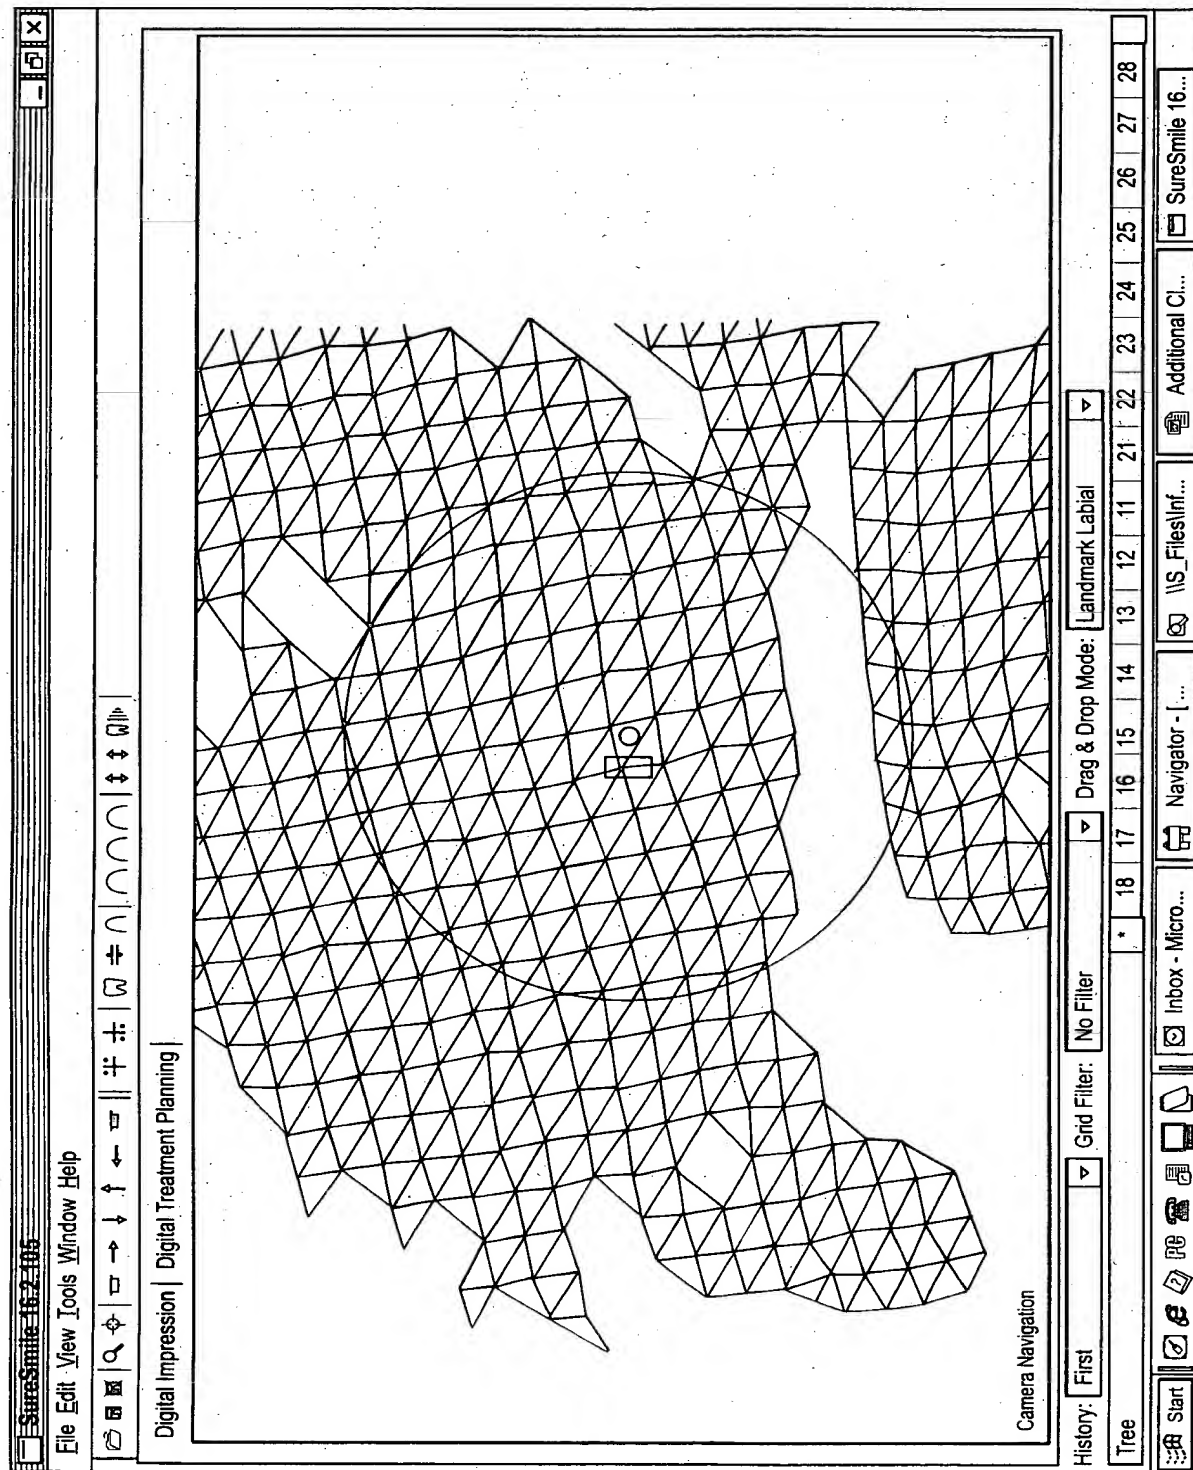 SureSmile 16.2.105
File Edit View Tools Window Help
Digital Impression | Digital Treatment Planning
Camera Navigation
History: First Grid Filter: No Filter Drag & Drop Mode: Landmark Labial
Tree * 18 17 16 15 14 13 12 11 21 22 23 24 25 26 27 28
Start Inbox - Micro... Navigator - [ ... \\S_Files\Inf... Additional Cl... SureSmile 16...